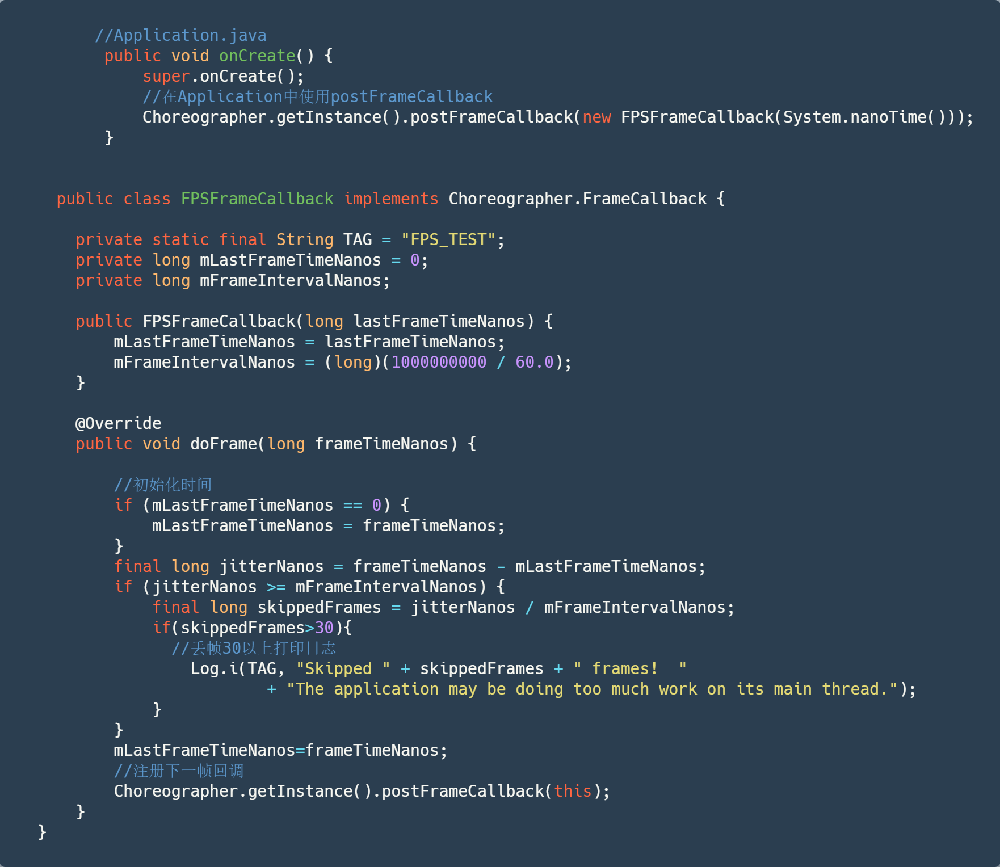 //Application.java
public void onCreate() {
super.onCreate();
//在Application中使用postFrameCallback
Choreographer.getInstance().postFrameCallback(new FPSFrameCallback(System.nanoTime()));
}
public class FPSFrameCallback implements Choreographer.FrameCallback {
private static final String TAG = "FPS_TEST";
private long mLastFrameTimeNanos = 0;
private long mFrameIntervalNanos;
public FPSFrameCallback(long lastFrameTimeNanos) {
mLastFrameTimeNanos = lastFrameTimeNanos;
mFrameIntervalNanos = (long)(1000000000 / 60.0);
}
@Override
public void doFrame(long frameTimeNanos) {
//初始化时间
if (mLastFrameTimeNanos == 0) {
mLastFrameTimeNanos = frameTimeNanos;
}
final long jitterNanos = frameTimeNanos - mLastFrameTimeNanos;
if (jitterNanos >= mFrameIntervalNanos) {
final long skippedFrames = jitterNanos / mFrameIntervalNanos;
if(skippedFrames>30){
//丢帧30以上打印日志
Log.i(TAG, "Skipped " + skippedFrames + " frames!  "
+ "The application may be doing too much work on its main thread.");
}
}
mLastFrameTimeNanos=frameTimeNanos;
//注册下一帧回调
Choreographer.getInstance().postFrameCallback(this);
}
}